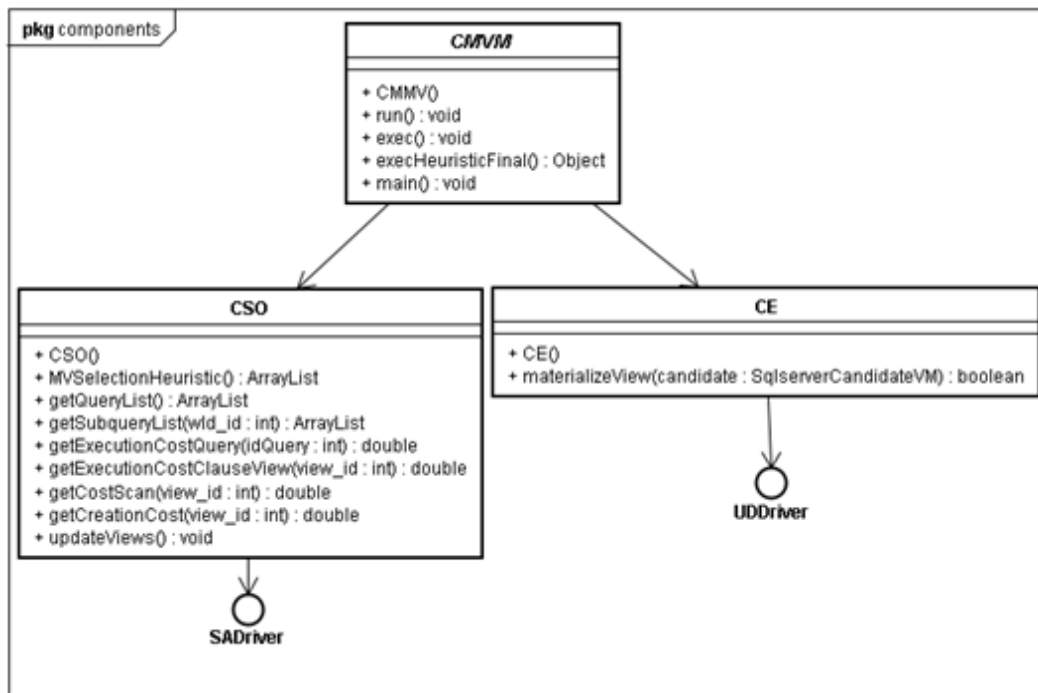 pkg components
CMVM
+ CMMV()
+ run() : void
+ exec() : void
+ execHeuristicFinal() : Object
+ main() : void
CSO
+ CSO()
+ MVSelectionHeuristic() : ArrayList
+ getQueryList() : ArrayList
+ getSubqueryList(wld_id : int) : ArrayList
+ getExecutionCostQuery(idQuery : int) : double
+ getExecutionCostClauseView(view_id : int) : double
+ getCostScan(view_id : int) : double
+ getCreationCost(view_id : int) : double
+ updateViews() : void
CE
+ CE()
+ materializeView(candidate : SqlserverCandidateVM) : boolean
UDDriver
SADriver